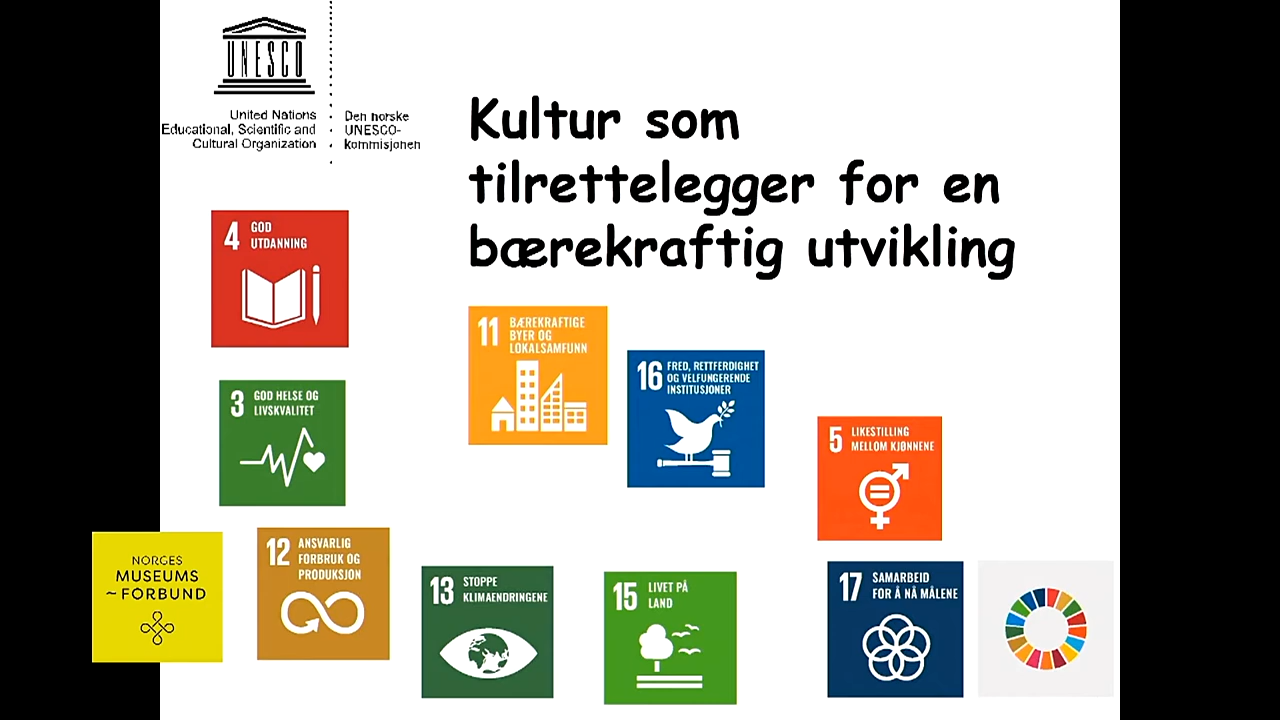 UNESCO
United Nations
Educational, Scientific and
Cultural Organization
Den norske
UNESCO-
kommisjonen
Kultur som
tilrettelegger for en
bærekraftig utvikling
4 GOD
UTDANNING
11 BÆREKRAFTIGE
BYER OG
LOKALSAMFUNN
16 FRED, RETTFERDIGHET
OG VELFUNGERENDE
INSTITUSJONER
3 GOD HELSE OG
LIVSKVALITET
5 LIKESTILLING
MELLOM KJØNNENE
NORGES
MUSEUMS
~FORBUND
12 ANSVARLIG
FORBRUK OG
PRODUKSJON
13 STOPPE
KLIMAENDRINGENE
15 LIVET PÅ
LAND
17 SAMARBEID
FOR Å NÅ MÅLENE